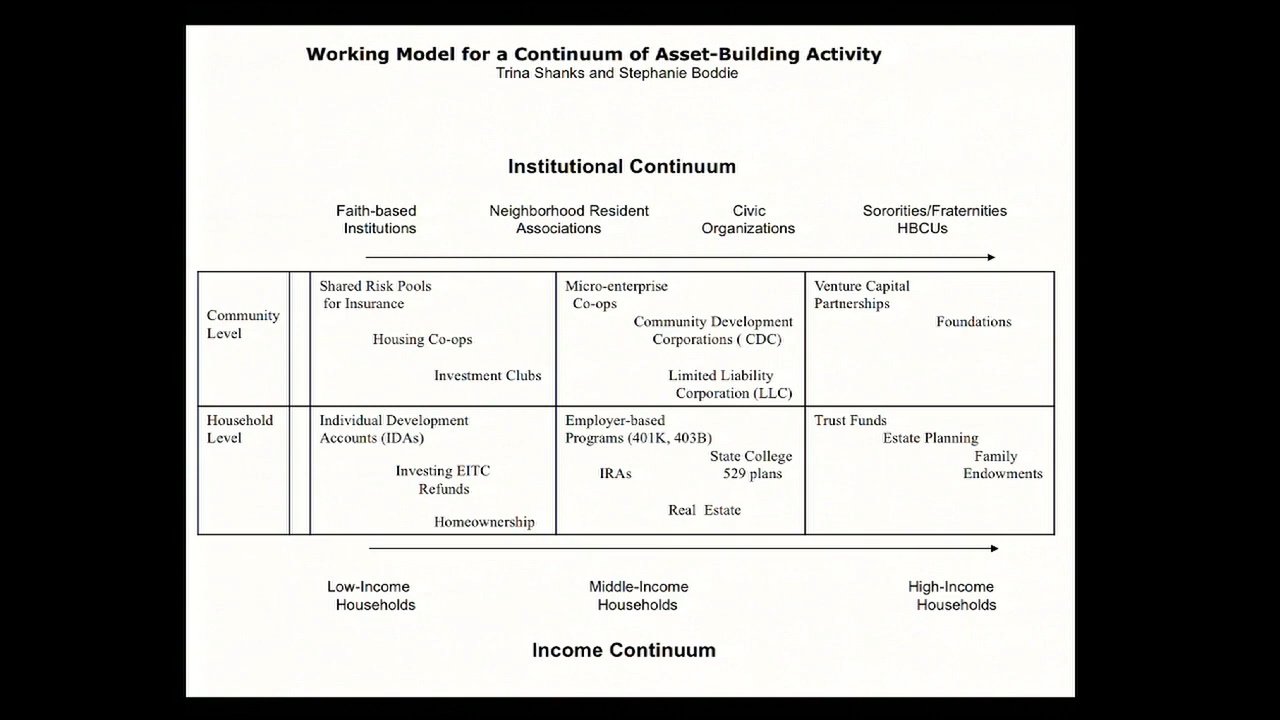 Working Model for a Continuum of Asset-Building Activity
Trina Shanks and Stephanie Boddie
Institutional Continuum
Faith-based
Institutions
Neighborhood Resident
Associations
Civic
Organizations
Sororities/Fraternities
HBCUs
Community
Level
Shared Risk Pools
for Insurance
Housing Co-ops
Investment Clubs
Micro-enterprise
Co-ops
Community Development
Corporations ( CDC)
Limited Liability
Corporation (LLC)
Venture Capital
Partnerships
Foundations
Household
Level
Individual Development
Accounts (IDAs)
Investing EITC
Refunds
Homeownership
Employer-based
Programs (401K, 403B)
State College
IRAs 529 plans
Real Estate
Trust Funds
Estate Planning
Family
Endowments
Low-Income
Households
Middle-Income
Households
High-Income
Households
Income Continuum